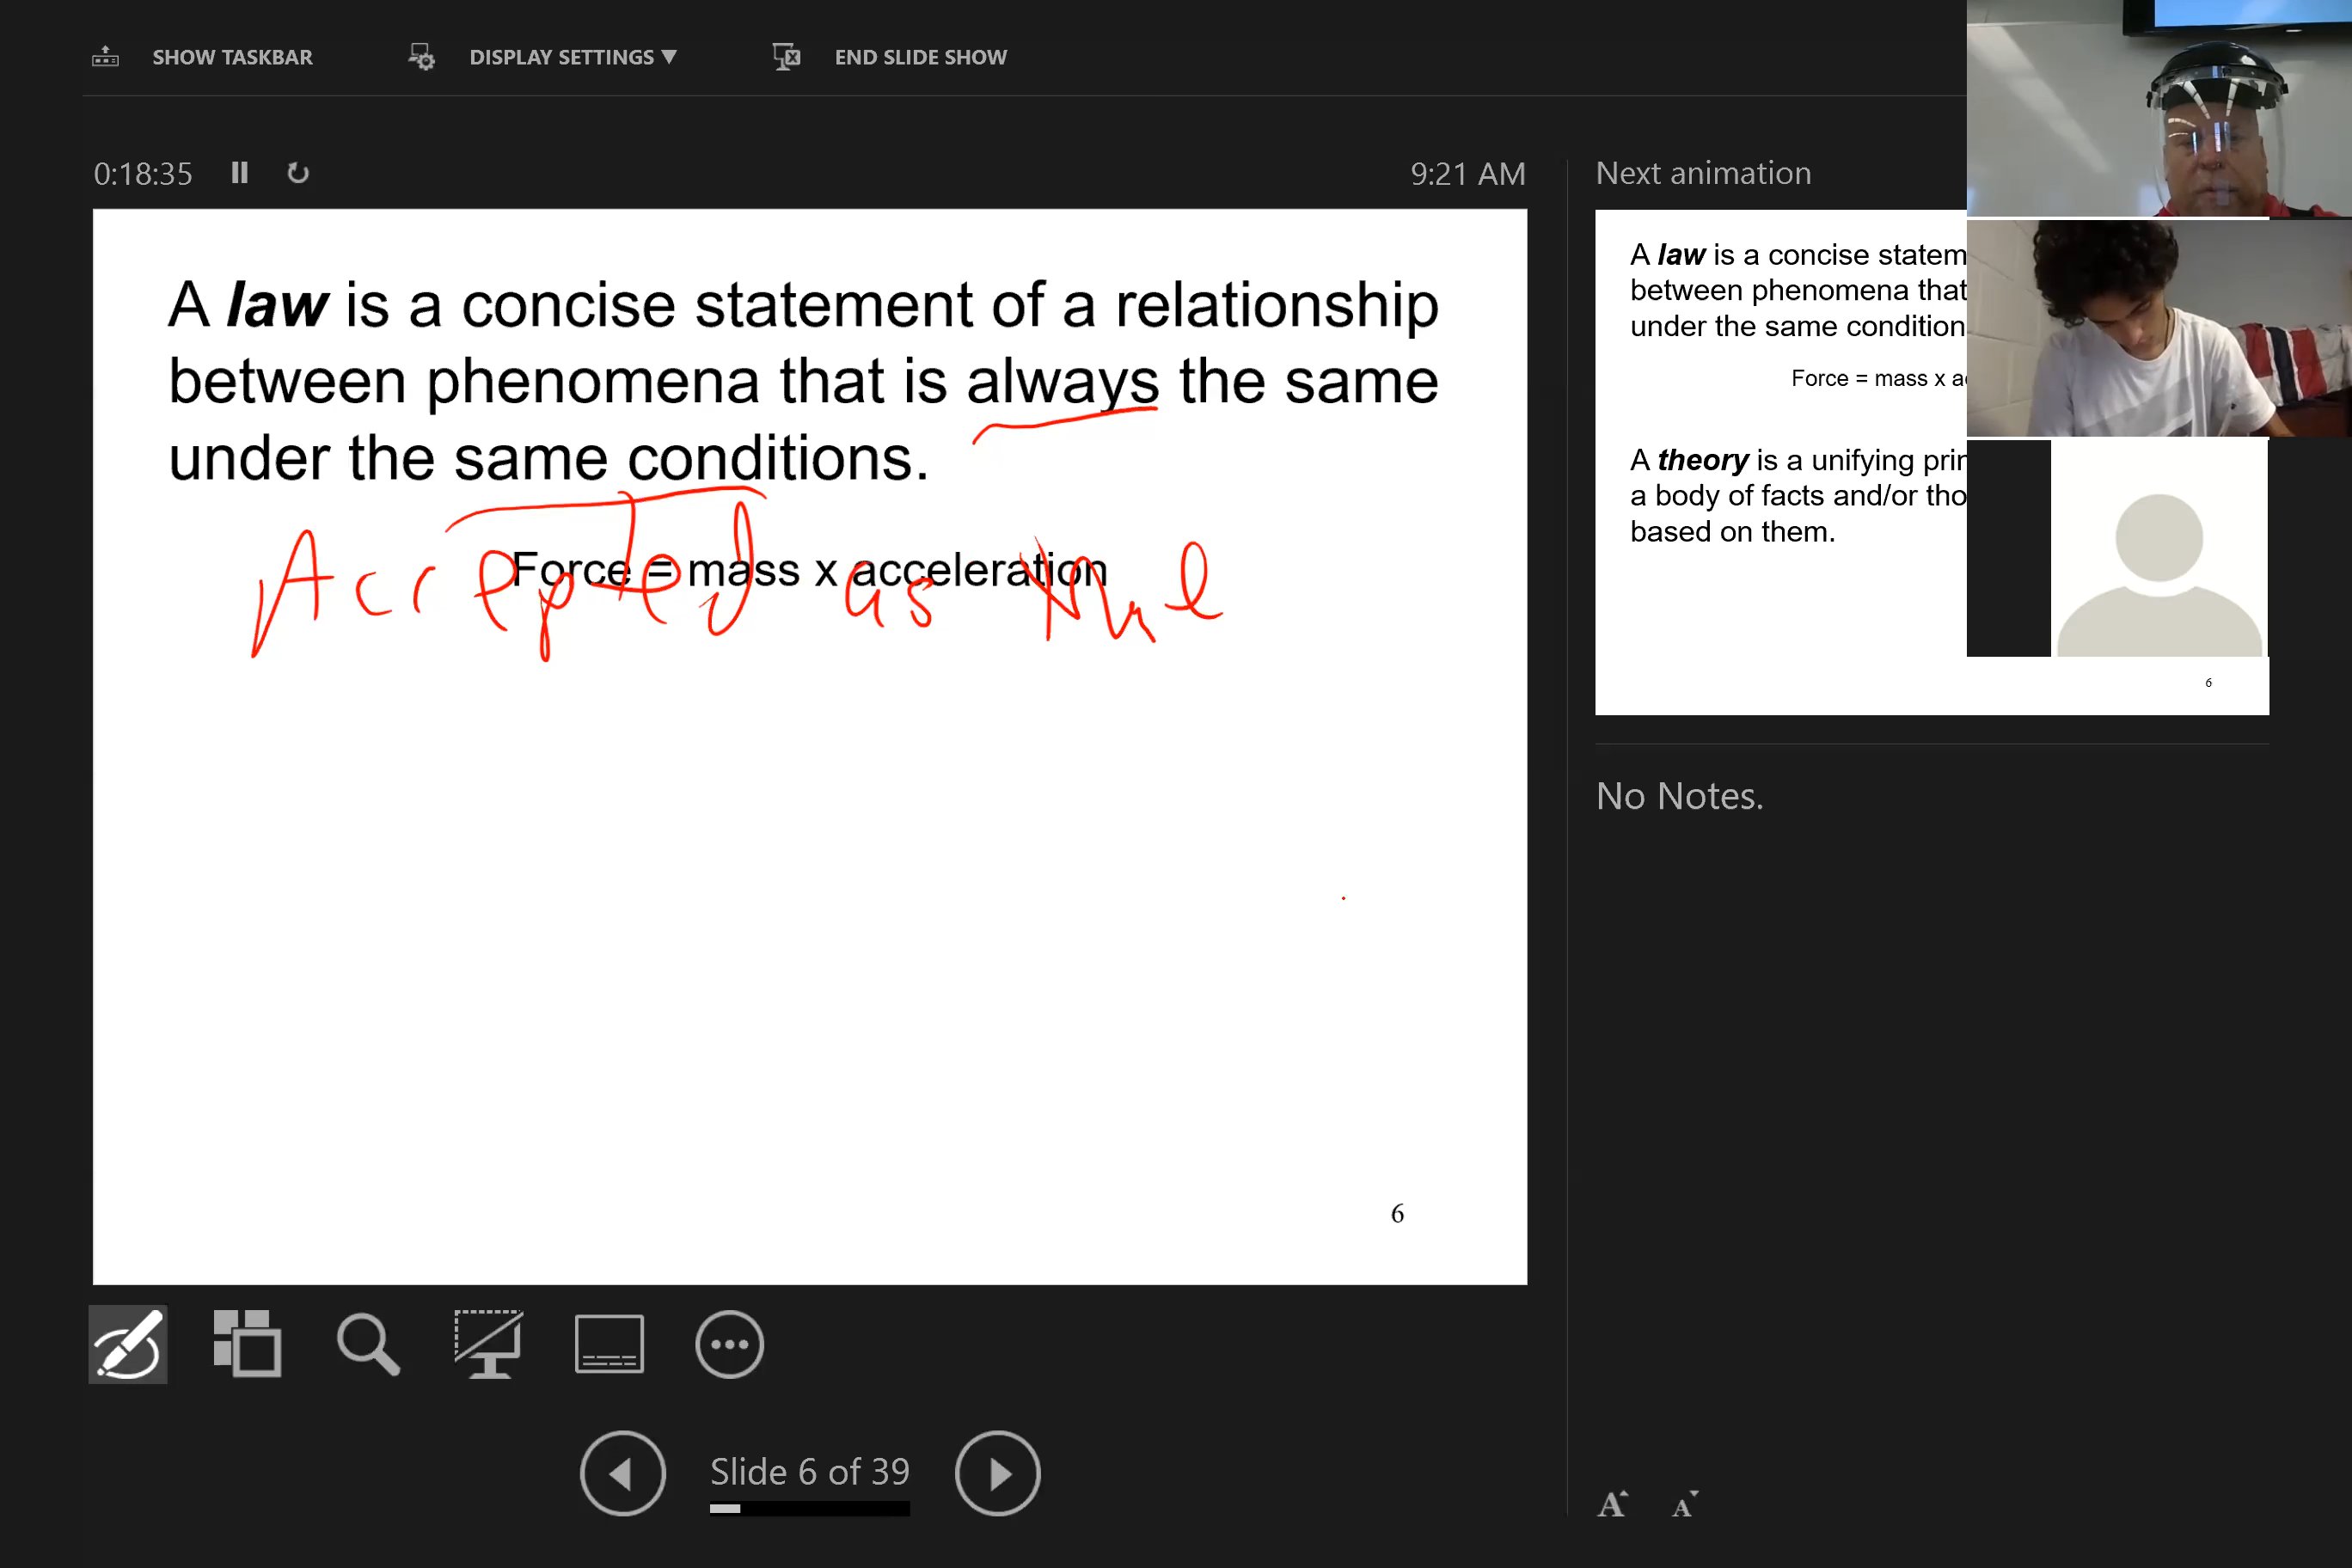 SHOW TASKBAR DISPLAY SETTINGS ▼ END SLIDE SHOW
0:18:35 9:21 AM
A law is a concise statement of a relationship
between phenomena that is always the same
under the same conditions.
Force = mass x acceleration
Accepted as true
6
Slide 6 of 39
Next animation
A law is a concise statem
between phenomena that
under the same condition
Force = mass x ac
A theory is a unifying prin
a body of facts and/or tho
based on them.
6
No Notes.
A A